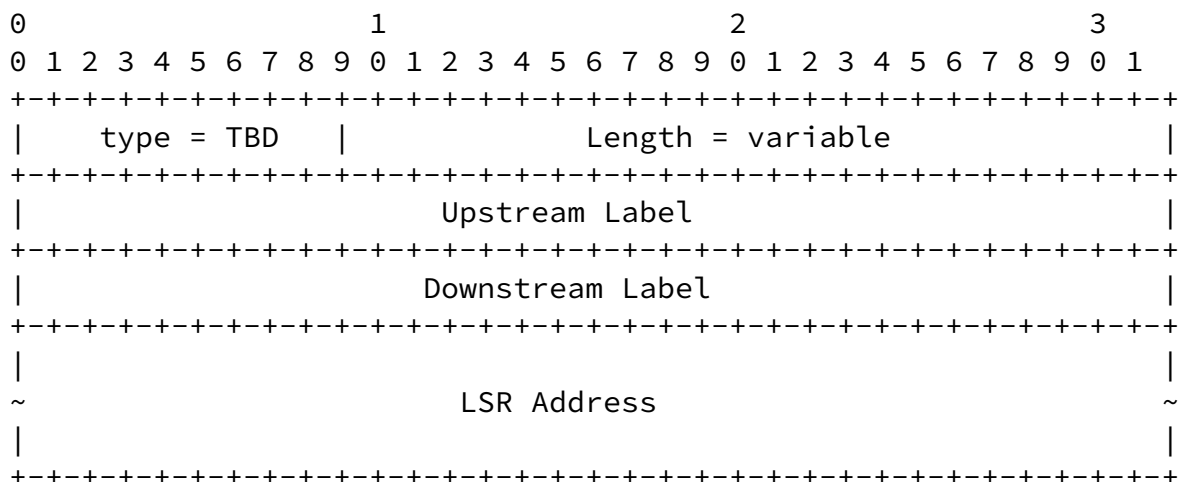 0                   1                   2                   3
0 1 2 3 4 5 6 7 8 9 0 1 2 3 4 5 6 7 8 9 0 1 2 3 4 5 6 7 8 9 0 1
+-+-+-+-+-+-+-+-+-+-+-+-+-+-+-+-+-+-+-+-+-+-+-+-+-+-+-+-+-+-+-+-+
|    type = TBD   |             Length = variable               |
+-+-+-+-+-+-+-+-+-+-+-+-+-+-+-+-+-+-+-+-+-+-+-+-+-+-+-+-+-+-+-+-+
|                       Upstream Label                          |
+-+-+-+-+-+-+-+-+-+-+-+-+-+-+-+-+-+-+-+-+-+-+-+-+-+-+-+-+-+-+-+-+
|                      Downstream Label                         |
+-+-+-+-+-+-+-+-+-+-+-+-+-+-+-+-+-+-+-+-+-+-+-+-+-+-+-+-+-+-+-+-+
|                                                               |
~                        LSR Address                            ~
|                                                               |
+-+-+-+-+-+-+-+-+-+-+-+-+-+-+-+-+-+-+-+-+-+-+-+-+-+-+-+-+-+-+-+-+